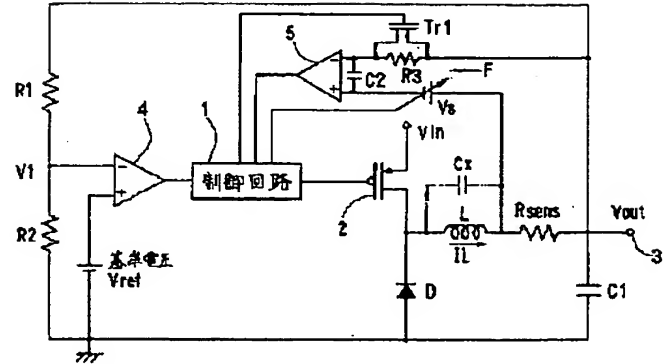 Tr1
5
R3
C2
F
Vs
R1
4
1
Vin
V1
制御回路
2
Cx
L
IL
Rsens
Vout
3
R2
基準電圧
Vref
D
C1